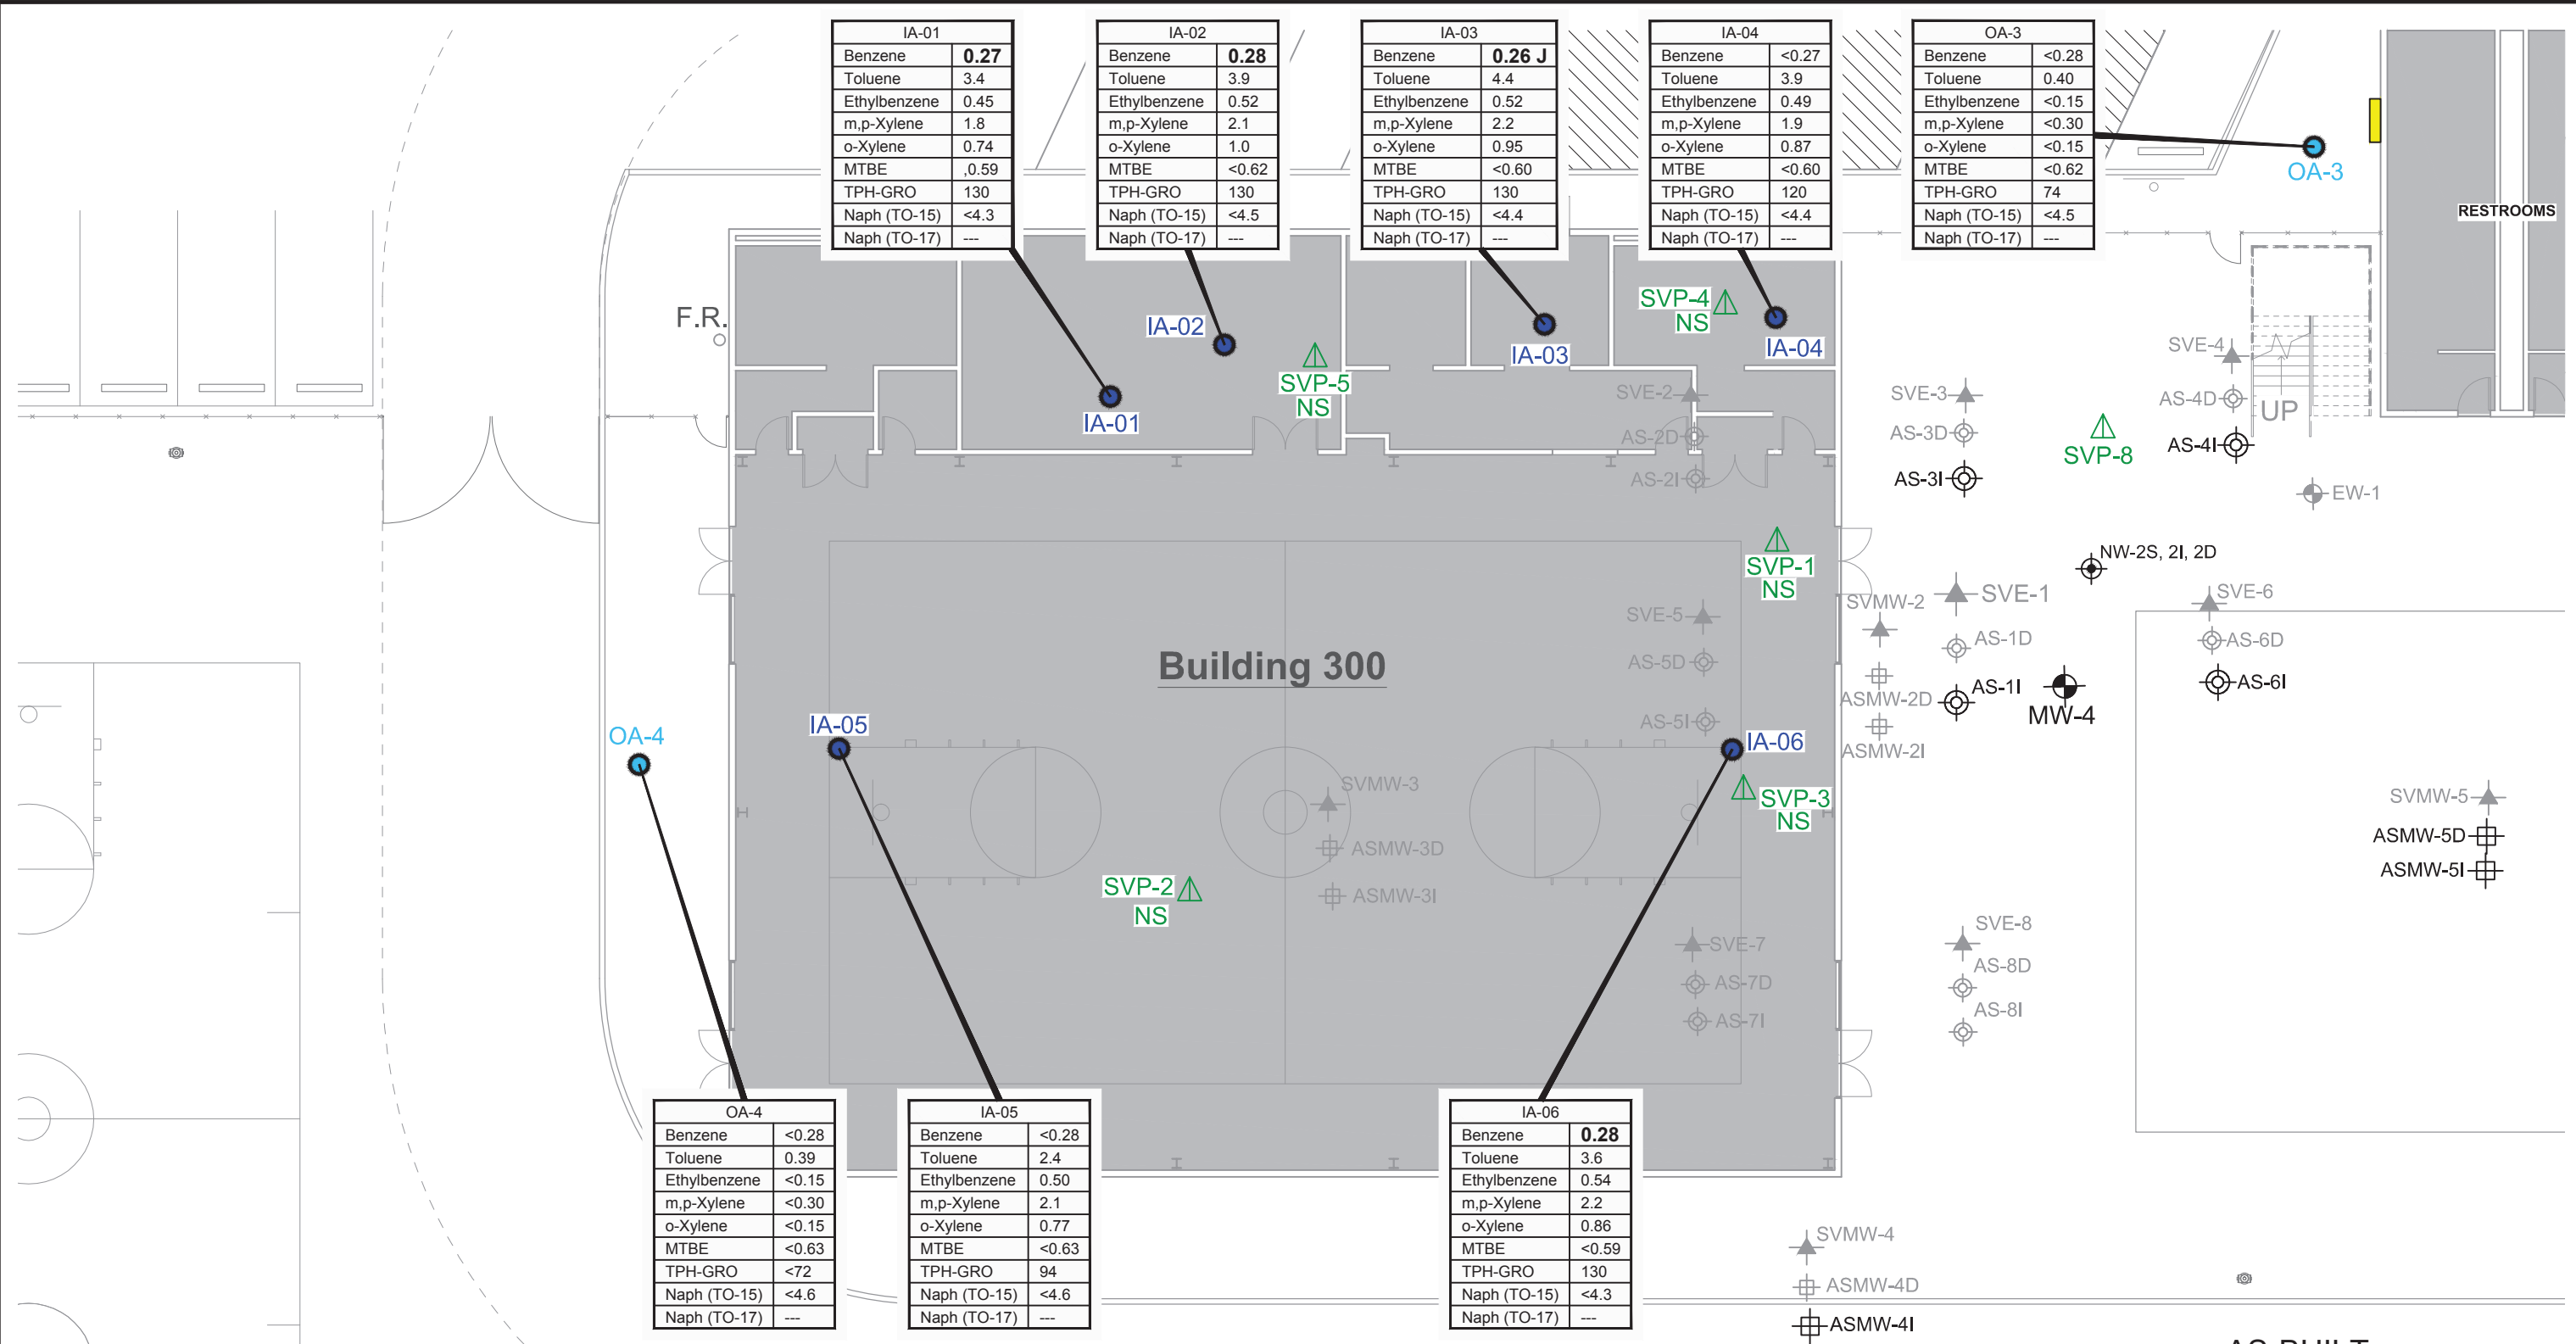 IA-01
Benzene 0.27
Toluene 3.4
Ethylbenzene 0.45
m,p-Xylene 1.8
o-Xylene 0.74
MTBE ,0.59
TPH-GRO 130
Naph (TO-15) <4.3
Naph (TO-17) ---
IA-02
Benzene 0.28
Toluene 3.9
Ethylbenzene 0.52
m,p-Xylene 2.1
o-Xylene 1.0
MTBE <0.62
TPH-GRO 130
Naph (TO-15) <4.5
Naph (TO-17) ---
IA-03
Benzene 0.26 J
Toluene 4.4
Ethylbenzene 0.52
m,p-Xylene 2.2
o-Xylene 0.95
MTBE <0.60
TPH-GRO 130
Naph (TO-15) <4.4
Naph (TO-17) ---
IA-04
Benzene <0.27
Toluene 3.9
Ethylbenzene 0.49
m,p-Xylene 1.9
o-Xylene 0.87
MTBE <0.60
TPH-GRO 120
Naph (TO-15) <4.4
Naph (TO-17) ---
OA-3
Benzene <0.28
Toluene 0.40
Ethylbenzene <0.15
m,p-Xylene <0.30
o-Xylene <0.15
MTBE <0.62
TPH-GRO 74
Naph (TO-15) <4.5
Naph (TO-17) ---
OA-3
RESTROOMS
F.R.
IA-02
IA-01
SVP-5
NS
IA-03
SVP-4
NS
IA-04
SVE-2
AS-2D
AS-2I
SVE-3
AS-3D
AS-3I
SVP-8
SVE-4
AS-4D
AS-4I
UP
EW-1
SVP-1
NS
NW-2S, 2I, 2D
SVE-1
SVMW-2
AS-1D
AS-1I
ASMW-2D
ASMW-2I
MW-4
SVE-6
AS-6D
AS-6I
SVE-5
AS-5D
AS-5I
Building 300
OA-4
IA-05
IA-06
SVP-3
NS
SVMW-3
ASMW-3D
ASMW-3I
SVP-2
NS
SVMW-5
ASMW-5D
ASMW-5I
SVE-7
AS-7D
AS-7I
SVE-8
AS-8D
AS-8I
OA-4
Benzene <0.28
Toluene 0.39
Ethylbenzene <0.15
m,p-Xylene <0.30
o-Xylene <0.15
MTBE <0.63
TPH-GRO <72
Naph (TO-15) <4.6
Naph (TO-17) ---
IA-05
Benzene <0.28
Toluene 2.4
Ethylbenzene 0.50
m,p-Xylene 2.1
o-Xylene 0.77
MTBE <0.63
TPH-GRO 94
Naph (TO-15) <4.6
Naph (TO-17) ---
IA-06
Benzene 0.28
Toluene 3.6
Ethylbenzene 0.54
m,p-Xylene 2.2
o-Xylene 0.86
MTBE <0.59
TPH-GRO 130
Naph (TO-15) <4.3
Naph (TO-17) ---
SVMW-4
ASMW-4D
ASMW-4I